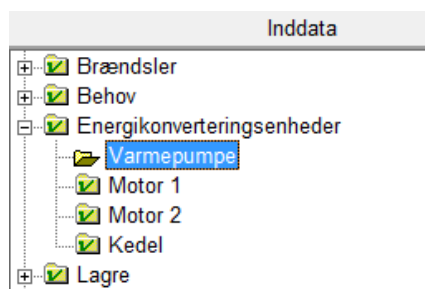 Inddata
Brændsler
Behov
Energikonverteringsenheder
Varmepumpe
Motor 1
Motor 2
Kedel
Lagre